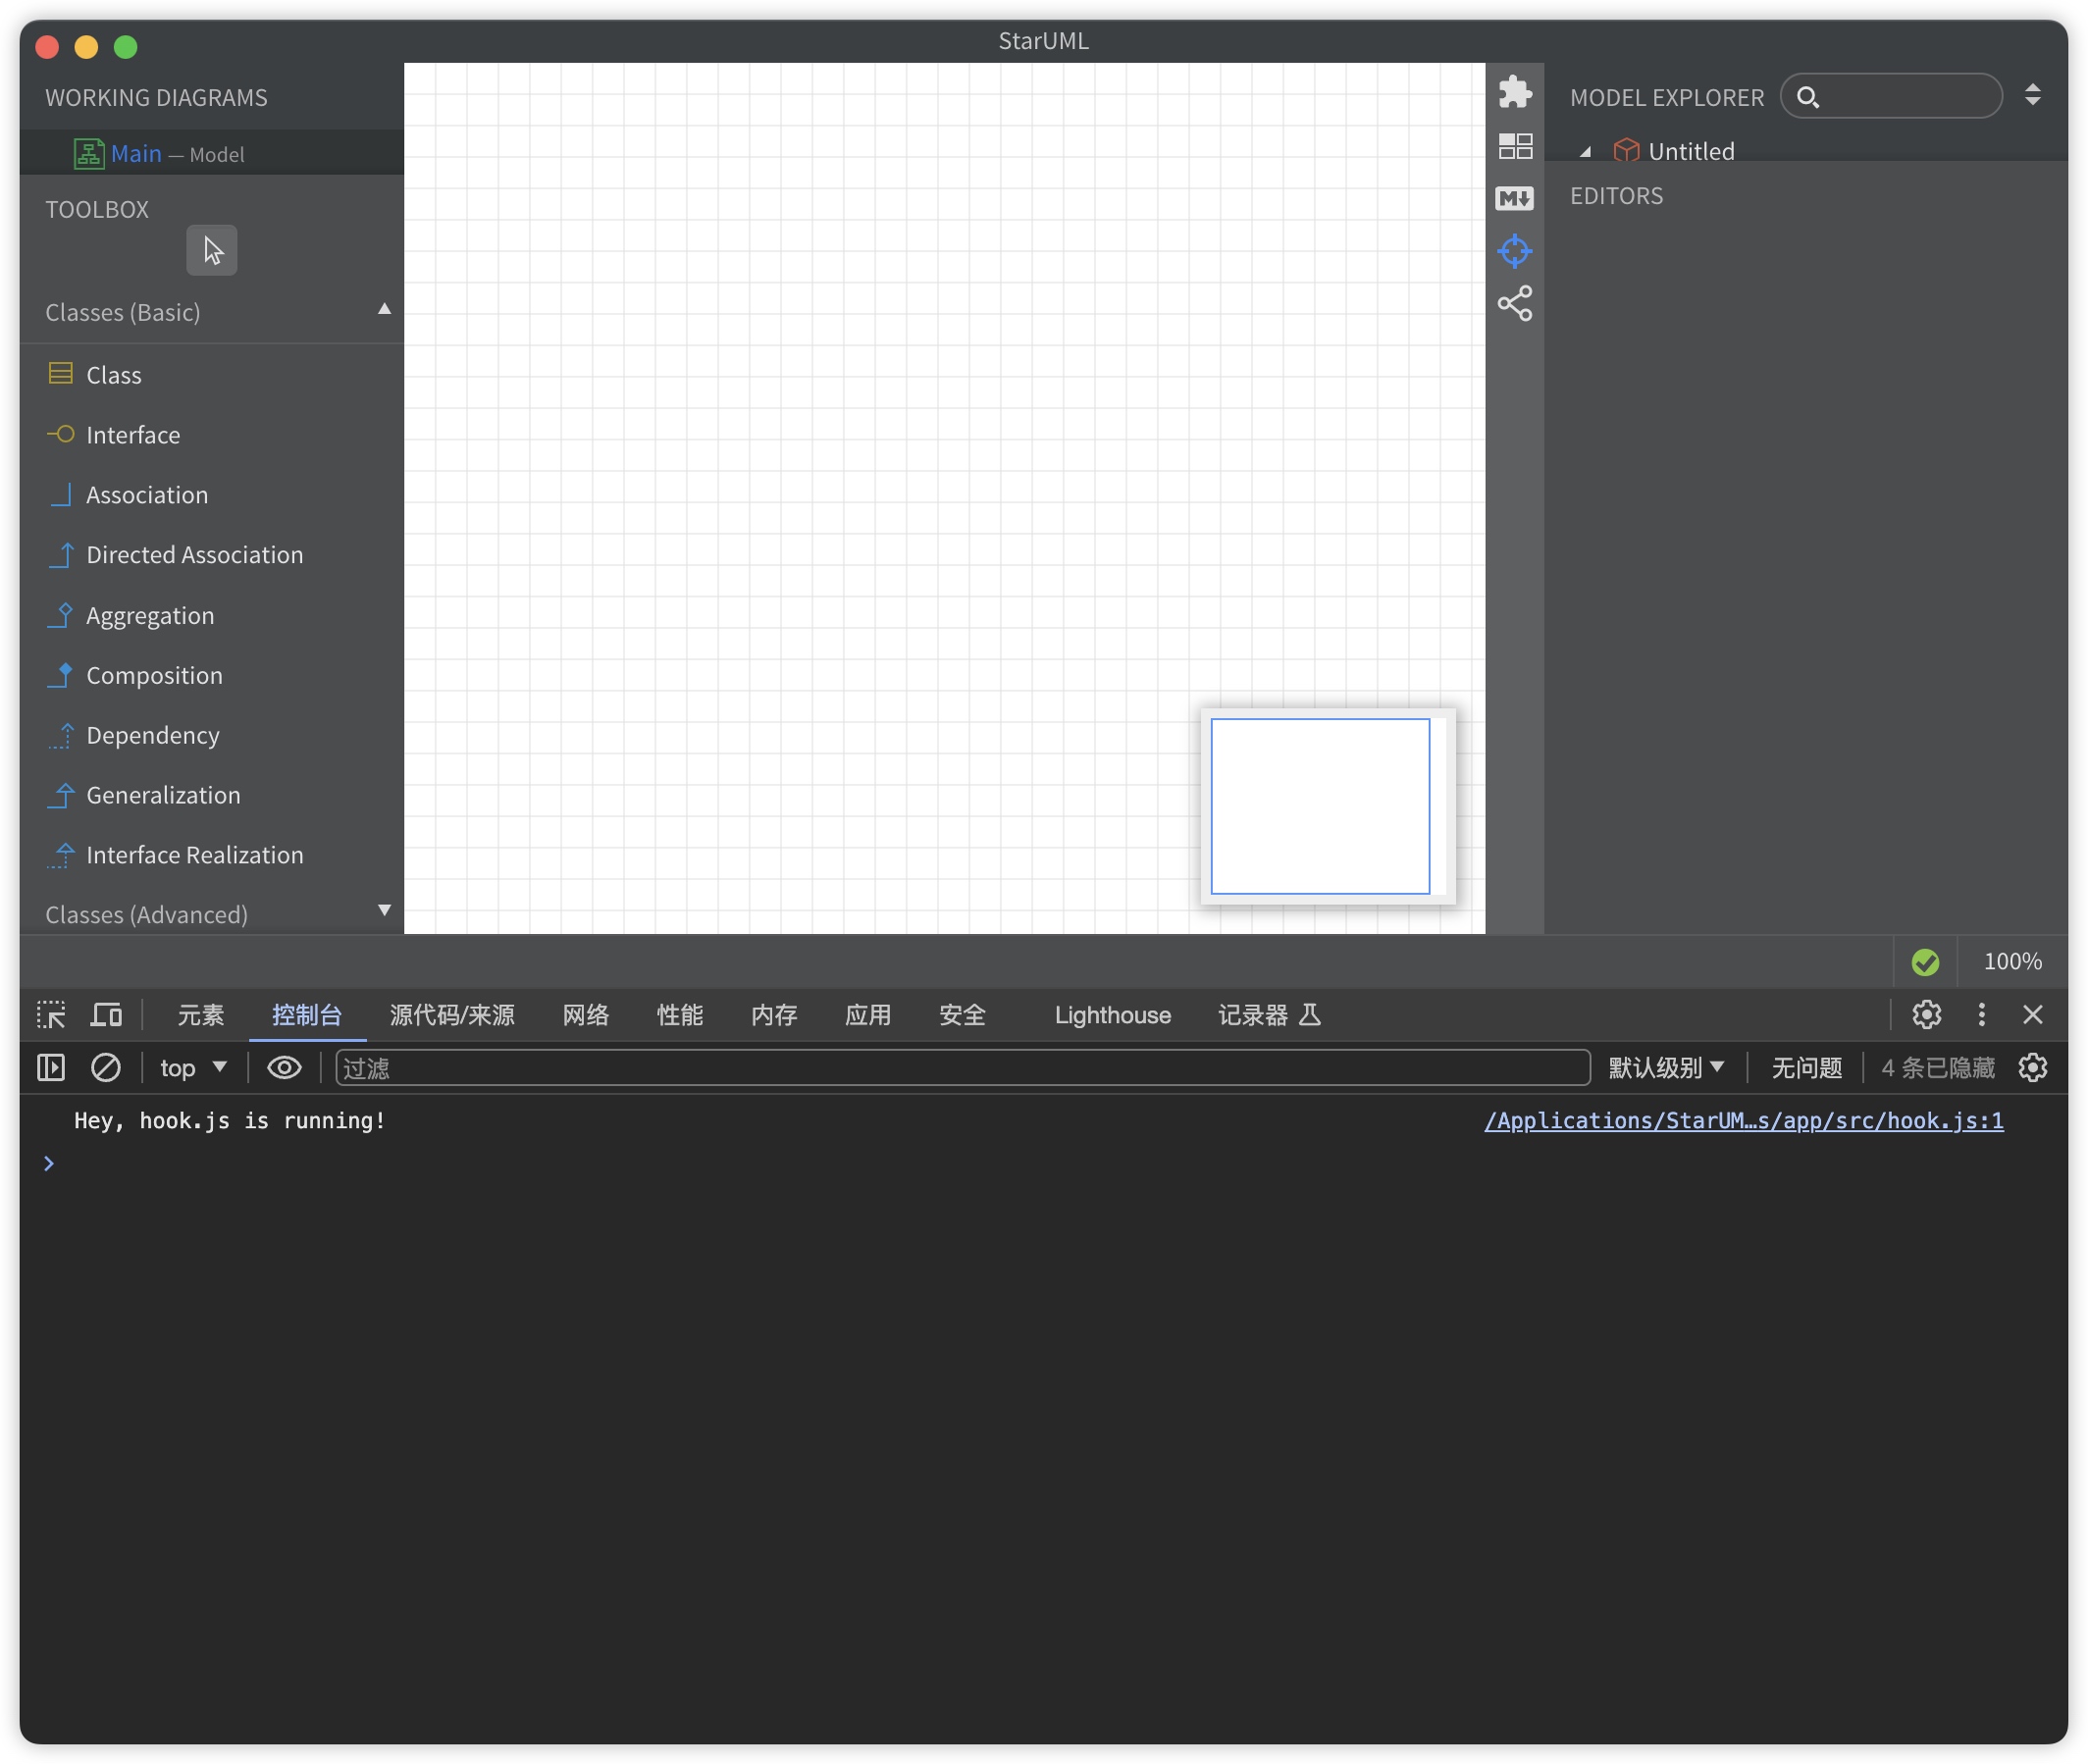 StarUML
WORKING DIAGRAMS
Main — Model
TOOLBOX
Classes (Basic)
Class
Interface
Association
Directed Association
Aggregation
Composition
Dependency
Generalization
Interface Realization
Classes (Advanced)
M
MODEL EXPLORER
Untitled
EDITORS
100%
元素 控制台 源代码/来源 网络 性能 内存 应用 安全 Lighthouse 记录器
top 过滤 默认级别 无问题 4 条已隐藏
Hey, hook.js is running! /Applications/StarUM…s/app/src/hook.js:1